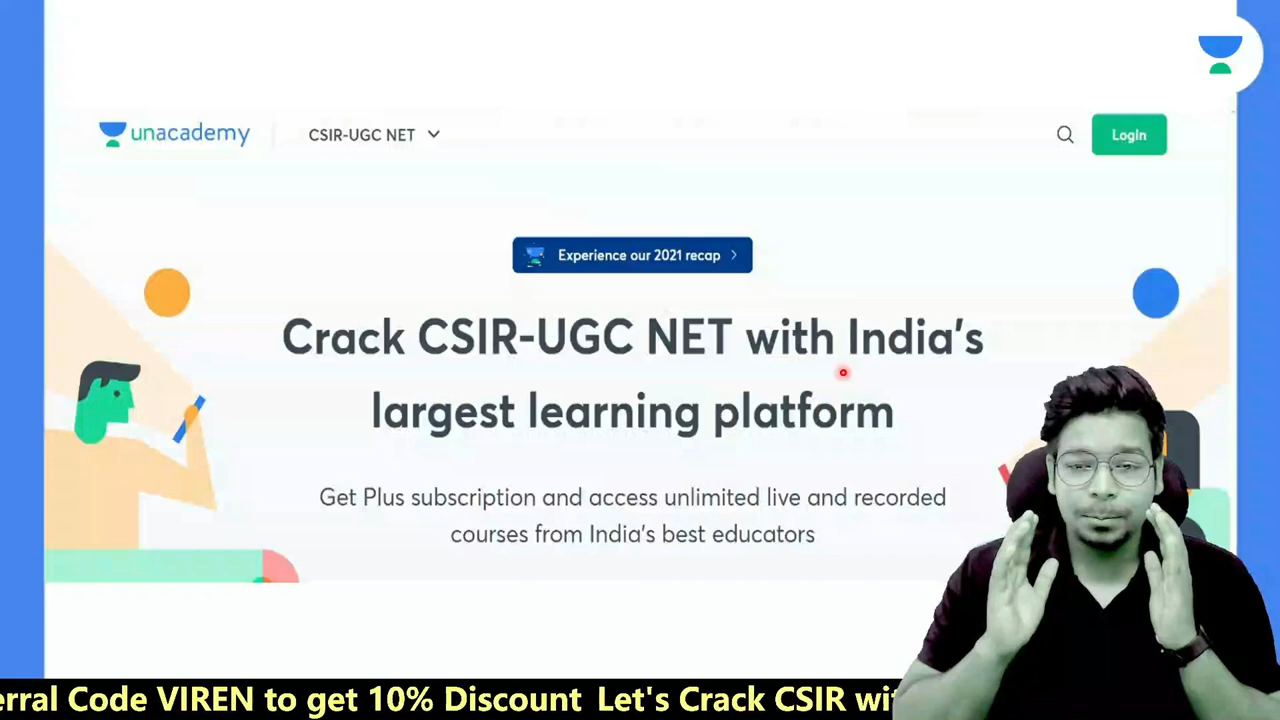 unacademy
CSIR-UGC NET
LogIn
Experience our 2021 recap
Crack CSIR-UGC NET with India's
largest learning platform
Get Plus subscription and access unlimited live and recorded
courses from India's best educators
erral Code VIREN to get 10% Discount Let's Crack CSIR wit